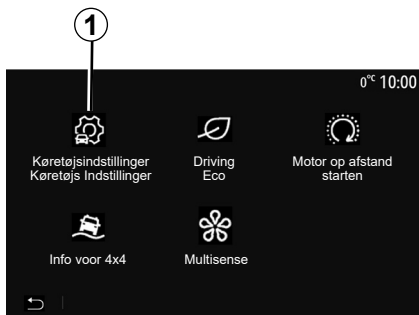 1
0°C 10:00
Køretøjsindstillinger
Køretøjs Indstillinger
Driving
Eco
Motor op afstand
starten
Info voor 4x4
Multisense